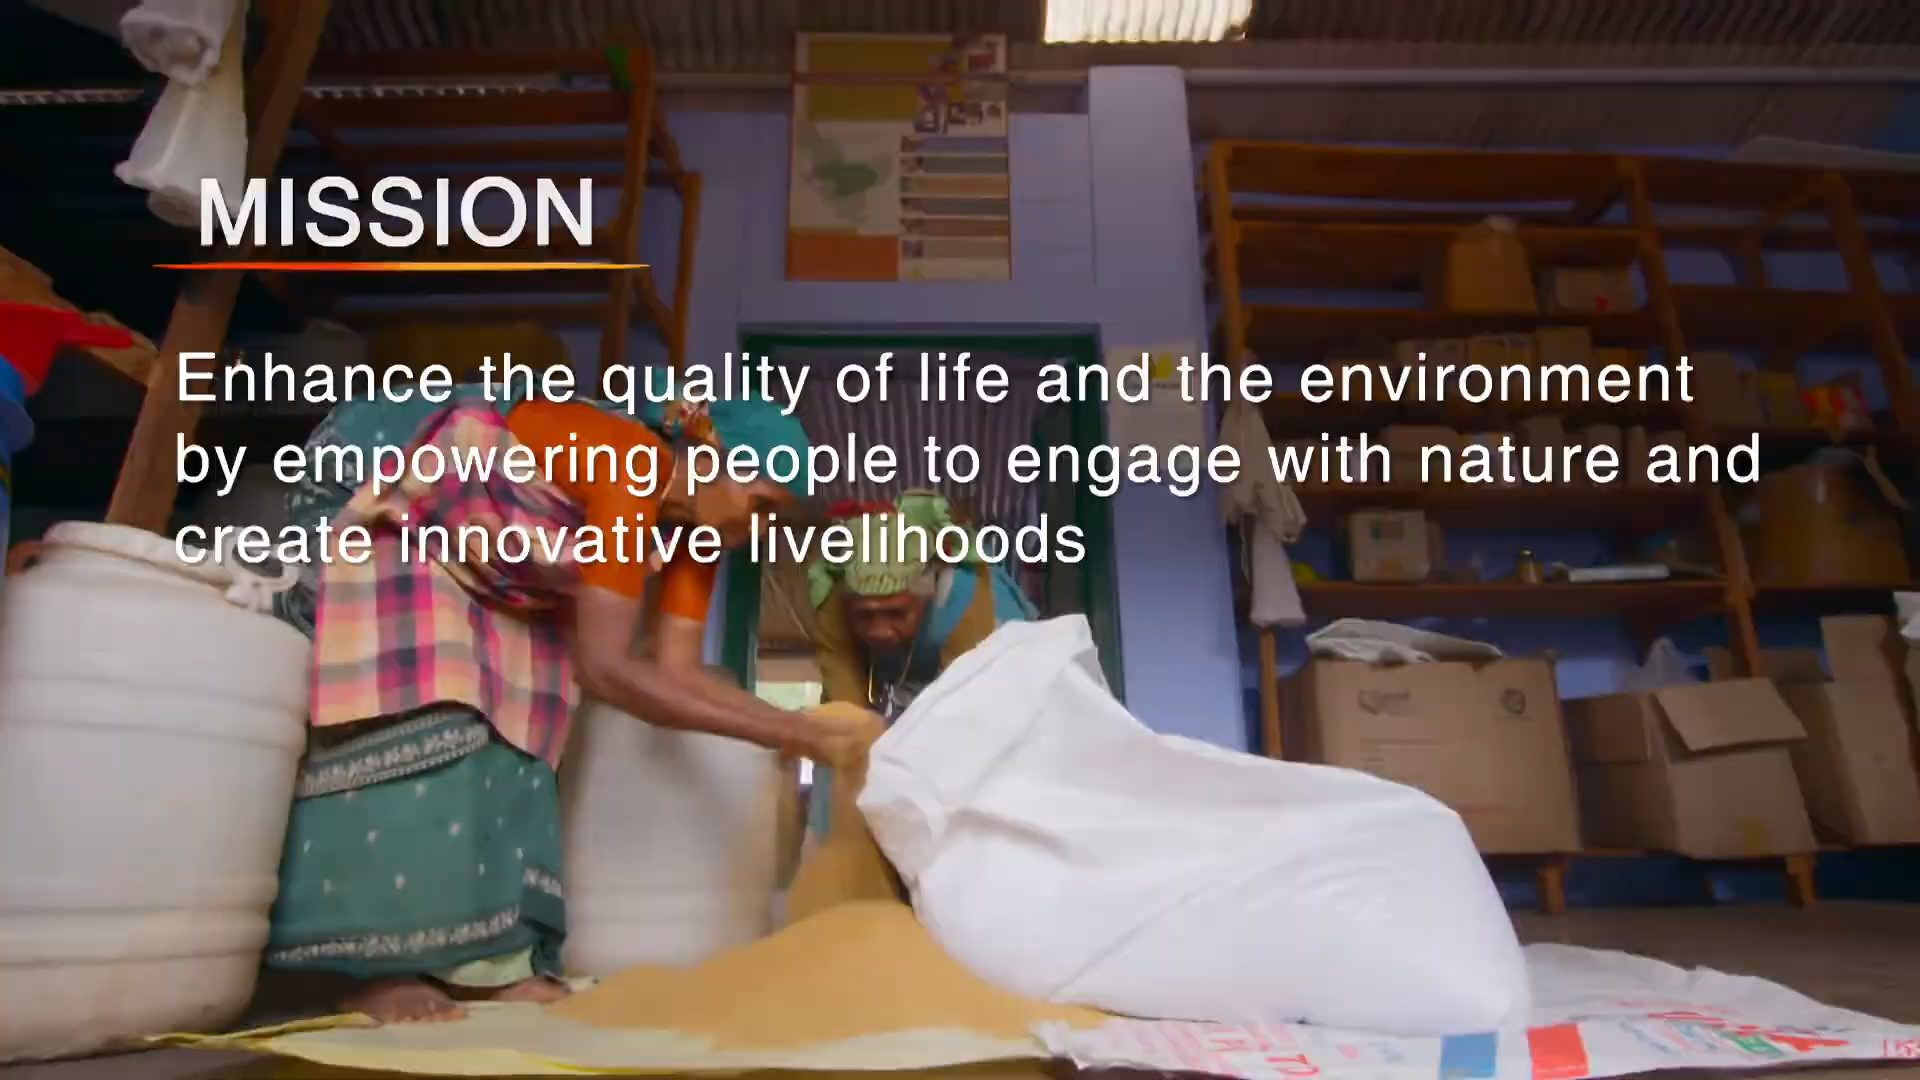 MISSION
Enhance the quality of life and the environment
by empowering people to engage with nature and
create innovative livelihoods